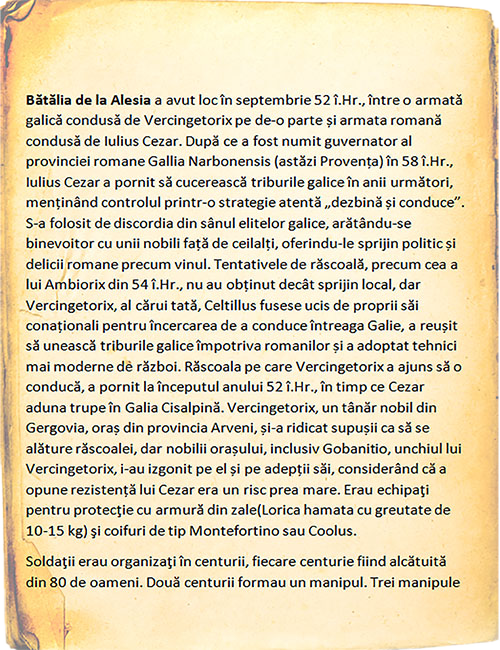 Bătălia de la Alesia a avut loc în septembrie 52 î.Hr., între o armată
galică condusă de Vercingetorix pe de-o parte și armata romană
condusă de Iulius Cezar. După ce a fost numit guvernator al
provinciei romane Gallia Narbonensis (astăzi Provența) în 58 î.Hr.,
Iulius Cezar a pornit să cucerească triburile galice în anii următori,
menținând controlul printr-o strategie atentă „dezbină și conduce”.
S-a folosit de discordia din sânul elitelor galice, arătându-se
binevoitor cu unii nobili față de ceilalți, oferindu-le sprijin politic și
delicii romane precum vinul. Tentativele de răscoală, precum cea a
lui Ambiorix din 54 î.Hr., nu au obținut decât sprijin local, dar
Vercingetorix, al cărui tată, Celtillus fusese ucis de proprii săi
conaționali pentru încercarea de a conduce întreaga Galie, a reușit
să unească triburile galice împotriva romanilor și a adoptat tehnici
mai moderne de război. Răscoala pe care Vercingetorix a ajuns să o
conducă, a pornit la începutul anului 52 î.Hr., în timp ce Cezar
aduna trupe în Galia Cisalpină. Vercingetorix, un tânăr nobil din
Gergovia, oraș din provincia Arveni, și-a ridicat supușii ca să se
alăture răscoalei, dar nobilii orașului, inclusiv Gobanitio, unchiul lui
Vercingetorix, i-au izgonit pe el și pe adepții săi, considerând că a
opune rezistență lui Cezar era un risc prea mare. Erau echipaţi
pentru protecţie cu armură din zale(Lorica hamata cu greutate de
10-15 kg) şi coifuri de tip Montefortino sau Coolus.
Soldaţii erau organizaţi în centurii, fiecare centurie fiind alcătuită
din 80 de oameni. Două centurii formau un manipul. Trei manipule